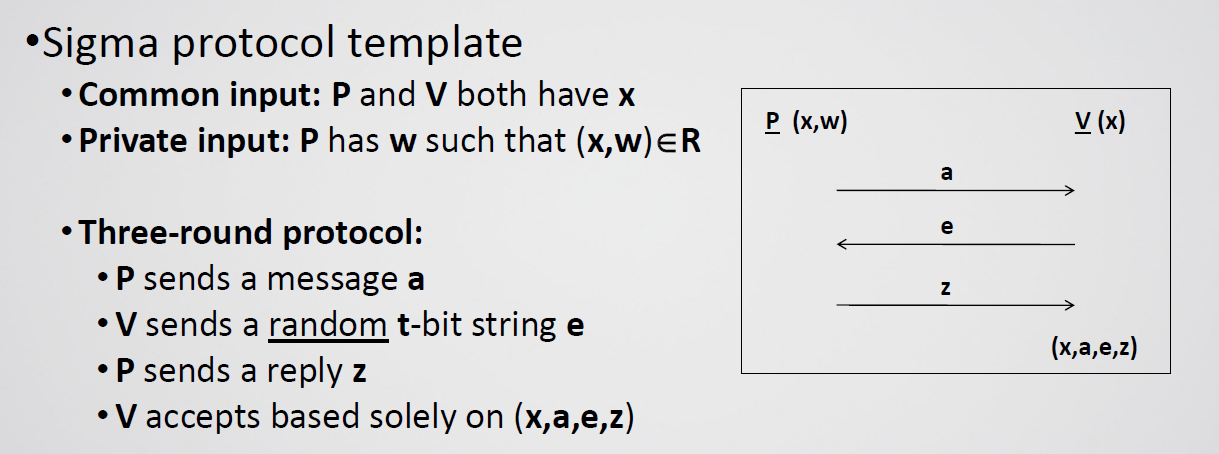 •Sigma protocol template
•Common input: P and V both have x
•Private input: P has w such that (x,w)∈R
•Three-round protocol:
•P sends a message a
•V sends a random t-bit string e
•P sends a reply z
•V accepts based solely on (x,a,e,z)
P (x,w) V (x)
a
e
z
(x,a,e,z)